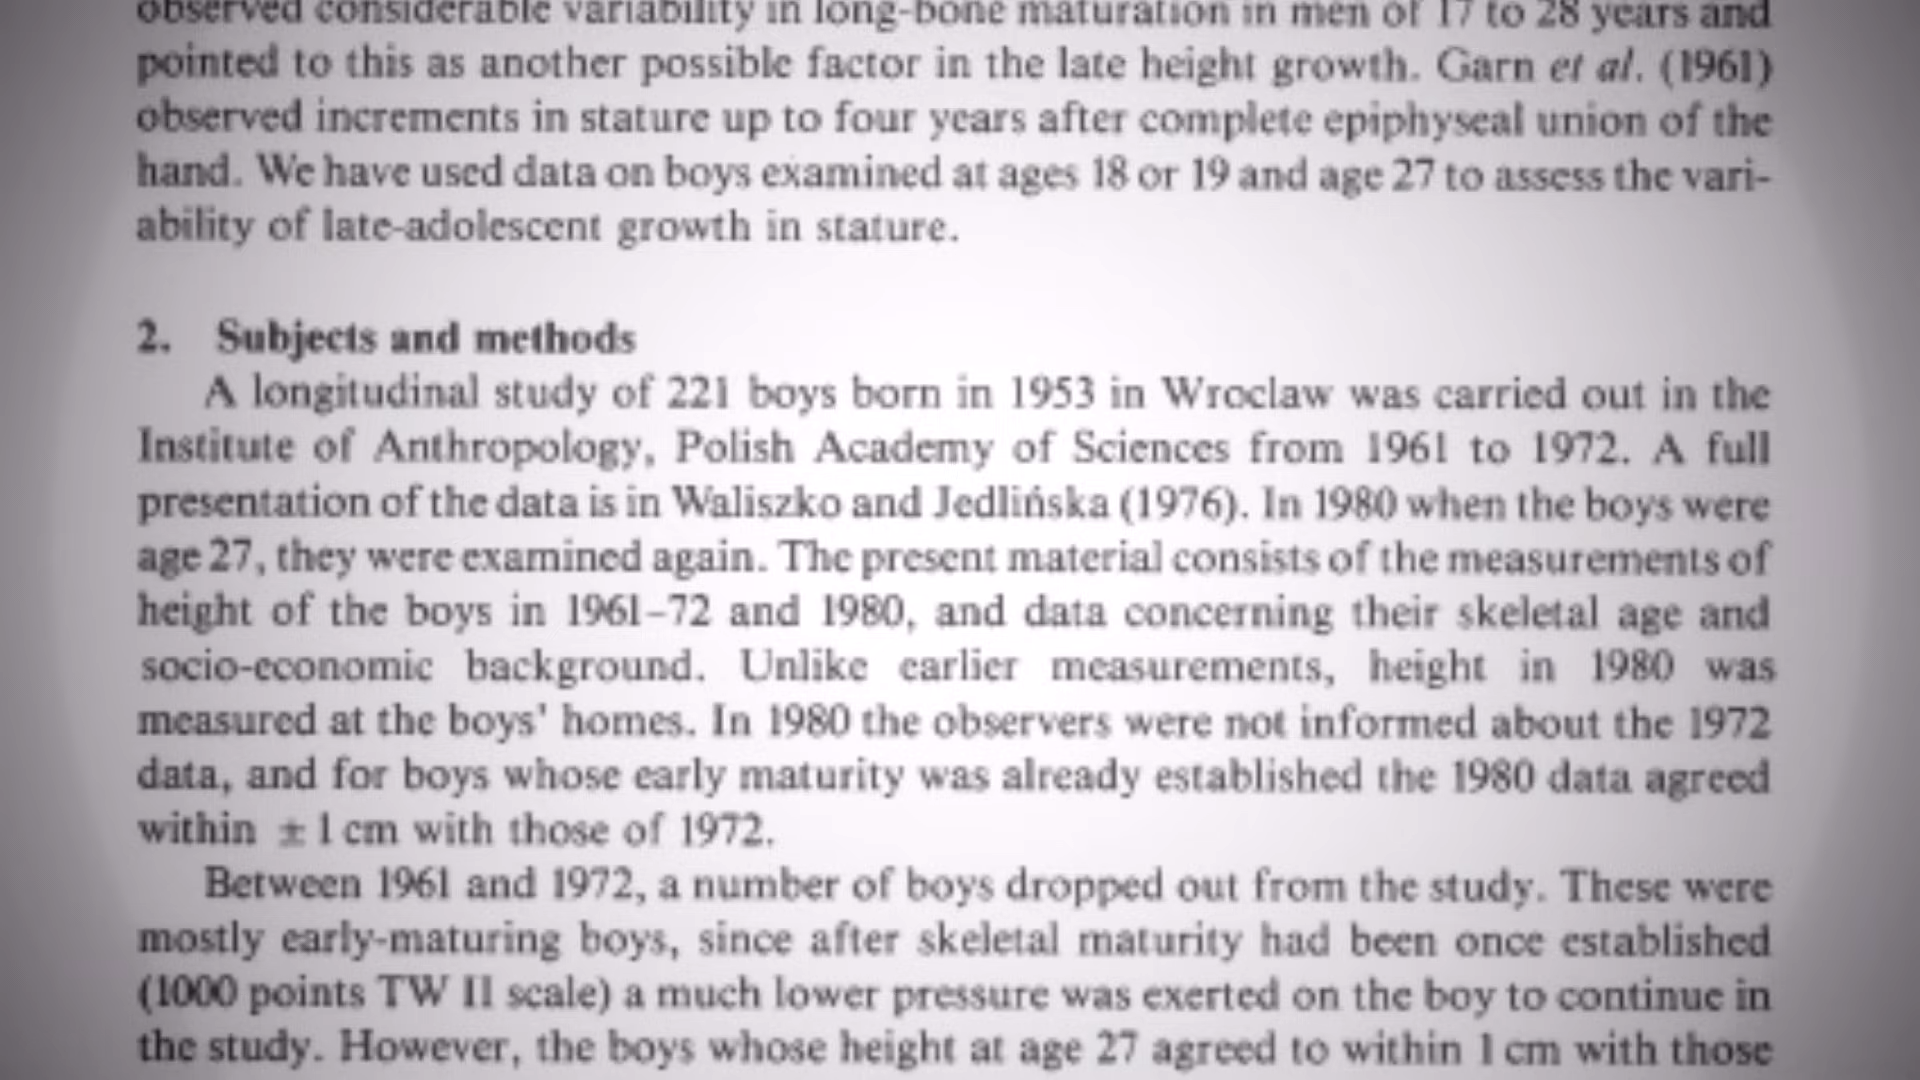 observed considerable variability in long-bone maturation in men of 17 to 28 years and
pointed to this as another possible factor in the late height growth. Garn et al. (1961)
observed increments in stature up to four years after complete epiphyseal union of the
hand. We have used data on boys examined at ages 18 or 19 and age 27 to assess the vari-
ability of late-adolescent growth in stature.
2. Subjects and methods
A longitudinal study of 221 boys born in 1953 in Wroclaw was carried out in the
Institute of Anthropology, Polish Academy of Sciences from 1961 to 1972. A full
presentation of the data is in Waliszko and Jedlińska (1976). In 1980 when the boys were
age 27, they were examined again. The present material consists of the measurements of
height of the boys in 1961–72 and 1980, and data concerning their skeletal age and
socio-economic background. Unlike earlier measurements, height in 1980 was
measured at the boys' homes. In 1980 the observers were not informed about the 1972
data, and for boys whose early maturity was already established the 1980 data agreed
within ± 1 cm with those of 1972.
Between 1961 and 1972, a number of boys dropped out from the study. These were
mostly early-maturing boys, since after skeletal maturity had been once established
(1000 points TW II scale) a much lower pressure was exerted on the boy to continue in
the study. However, the boys whose height at age 27 agreed to within 1 cm with those